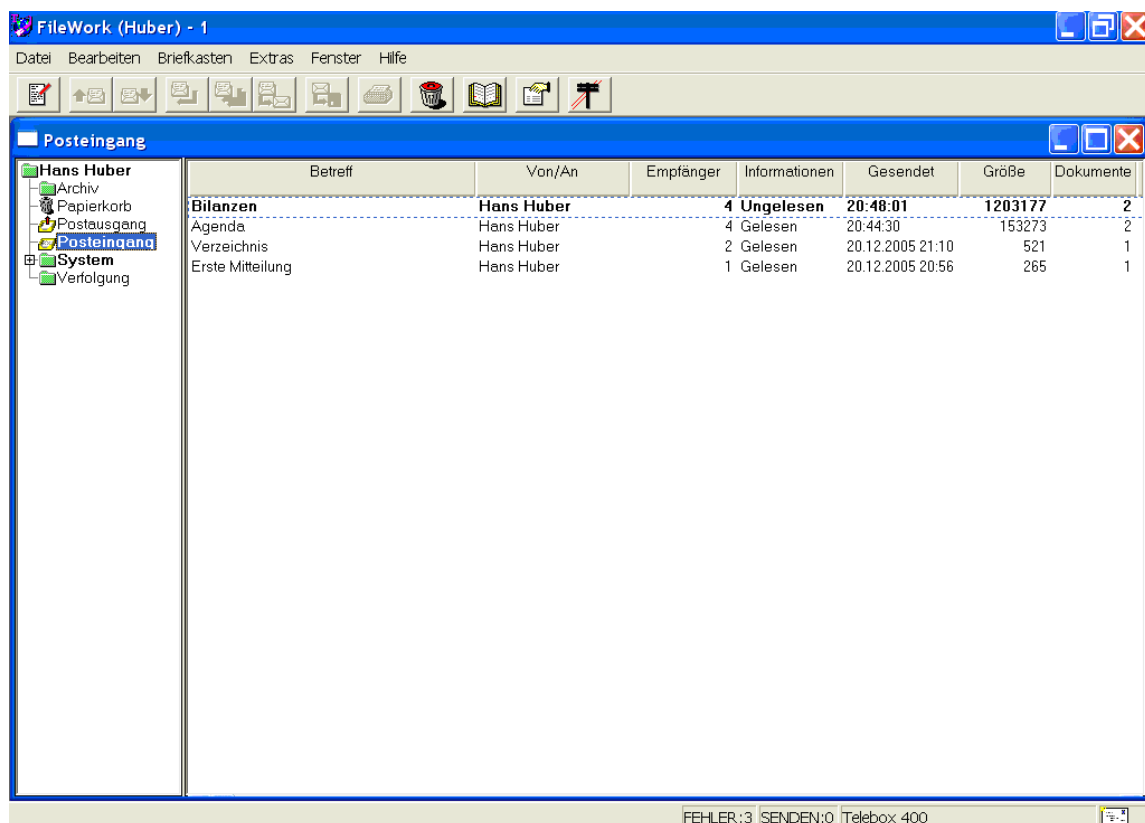 FileWork (Huber) - 1
Datei Bearbeiten Briefkasten Extras Fenster Hilfe
Posteingang
Hans Huber
Archiv
Papierkorb
Postausgang
Posteingang
System
Verfolgung
Betreff Von/An Empfänger Informationen Gesendet Größe Dokumente
Bilanzen Hans Huber 4 Ungelesen 20:48:01 1203177 2
Agenda Hans Huber 4 Gelesen 20:44:30 153273 2
Verzeichnis Hans Huber 2 Gelesen 20.12.2005 21:10 521 1
Erste Mitteilung Hans Huber 1 Gelesen 20.12.2005 20:56 265 1
FEHLER:3 SENDEN:0 Telebox 400